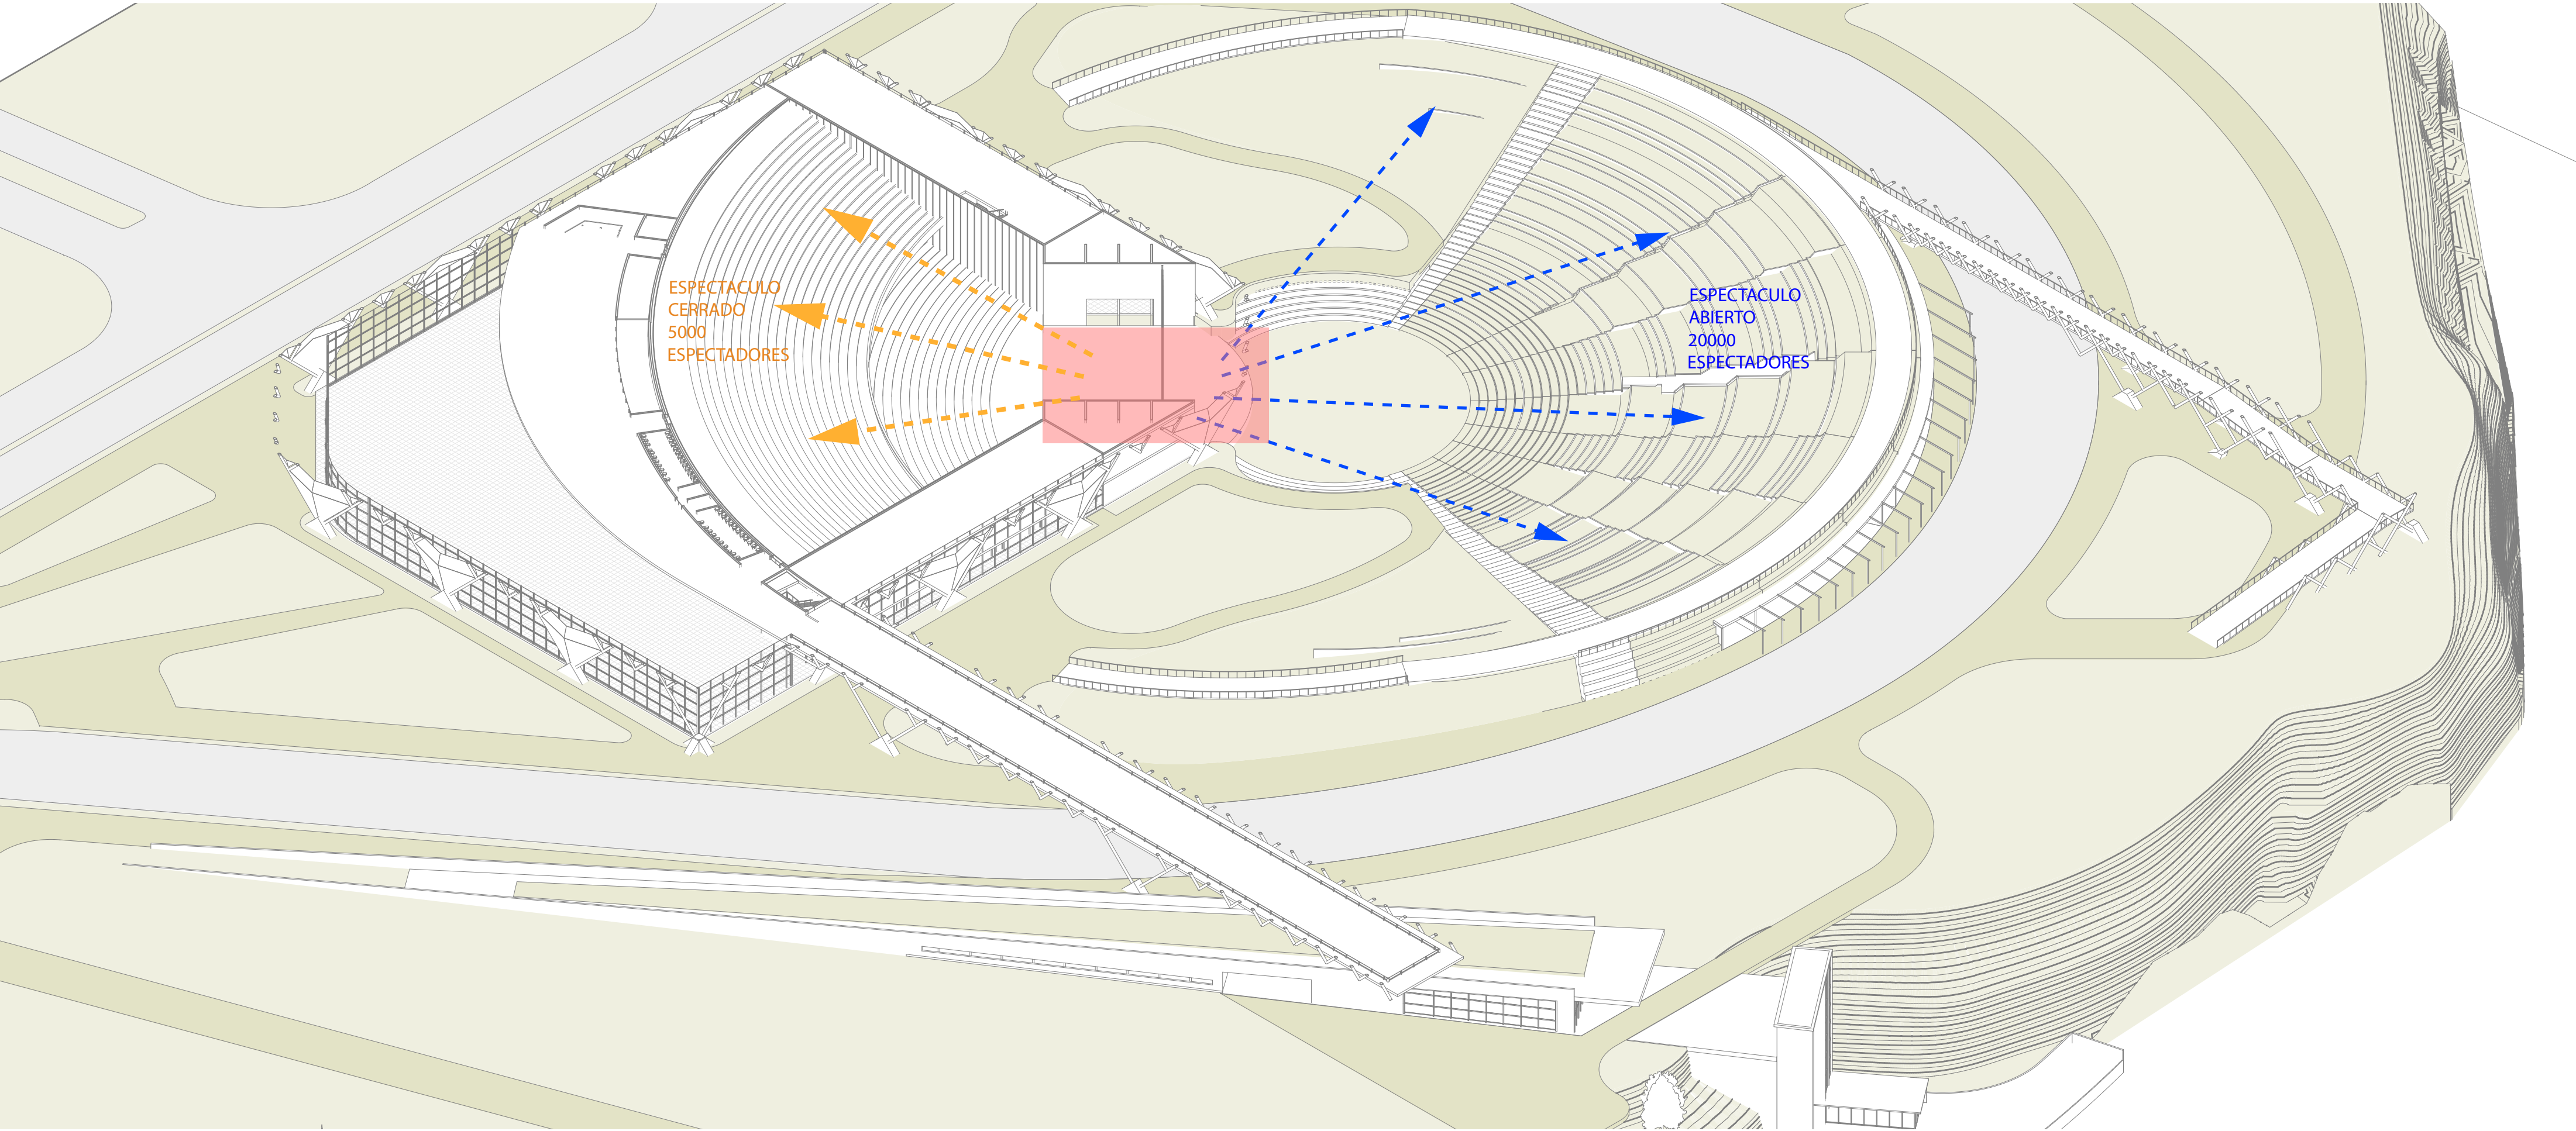 ESPECTACULO
CERRADO
5000
ESPECTADORES
ESPECTACULO
ABIERTO
20000
ESPECTADORES